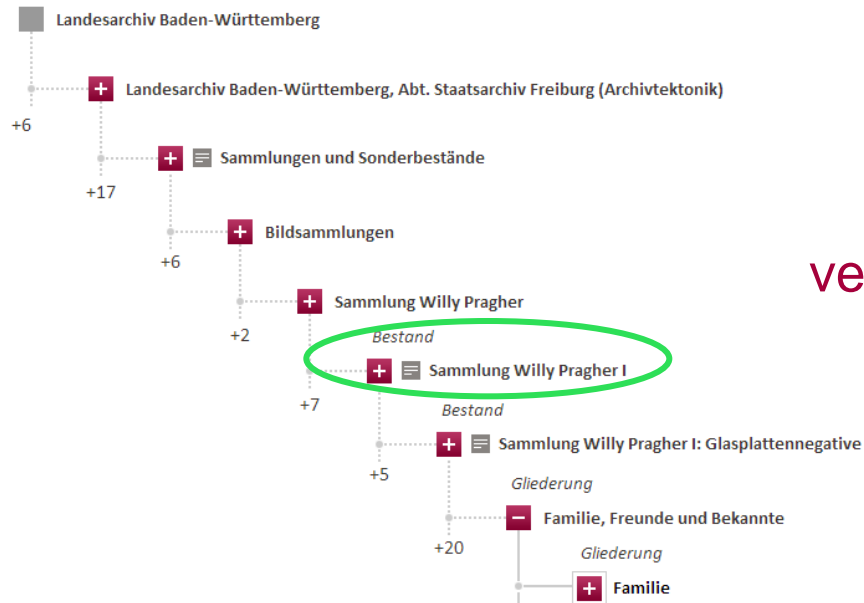 Landesarchiv Baden-Württemberg
Landesarchiv Baden-Württemberg, Abt. Staatsarchiv Freiburg (Archivtektonik)
+6
Sammlungen und Sonderbestände
+17
Bildsammlungen
+6
ve
Sammlung Willy Pragher
+2
Bestand
Sammlung Willy Pragher I
+7
Bestand
Sammlung Willy Pragher I: Glasplattennegative
+5
Gliederung
Familie, Freunde und Bekannte
+20
Gliederung
Familie